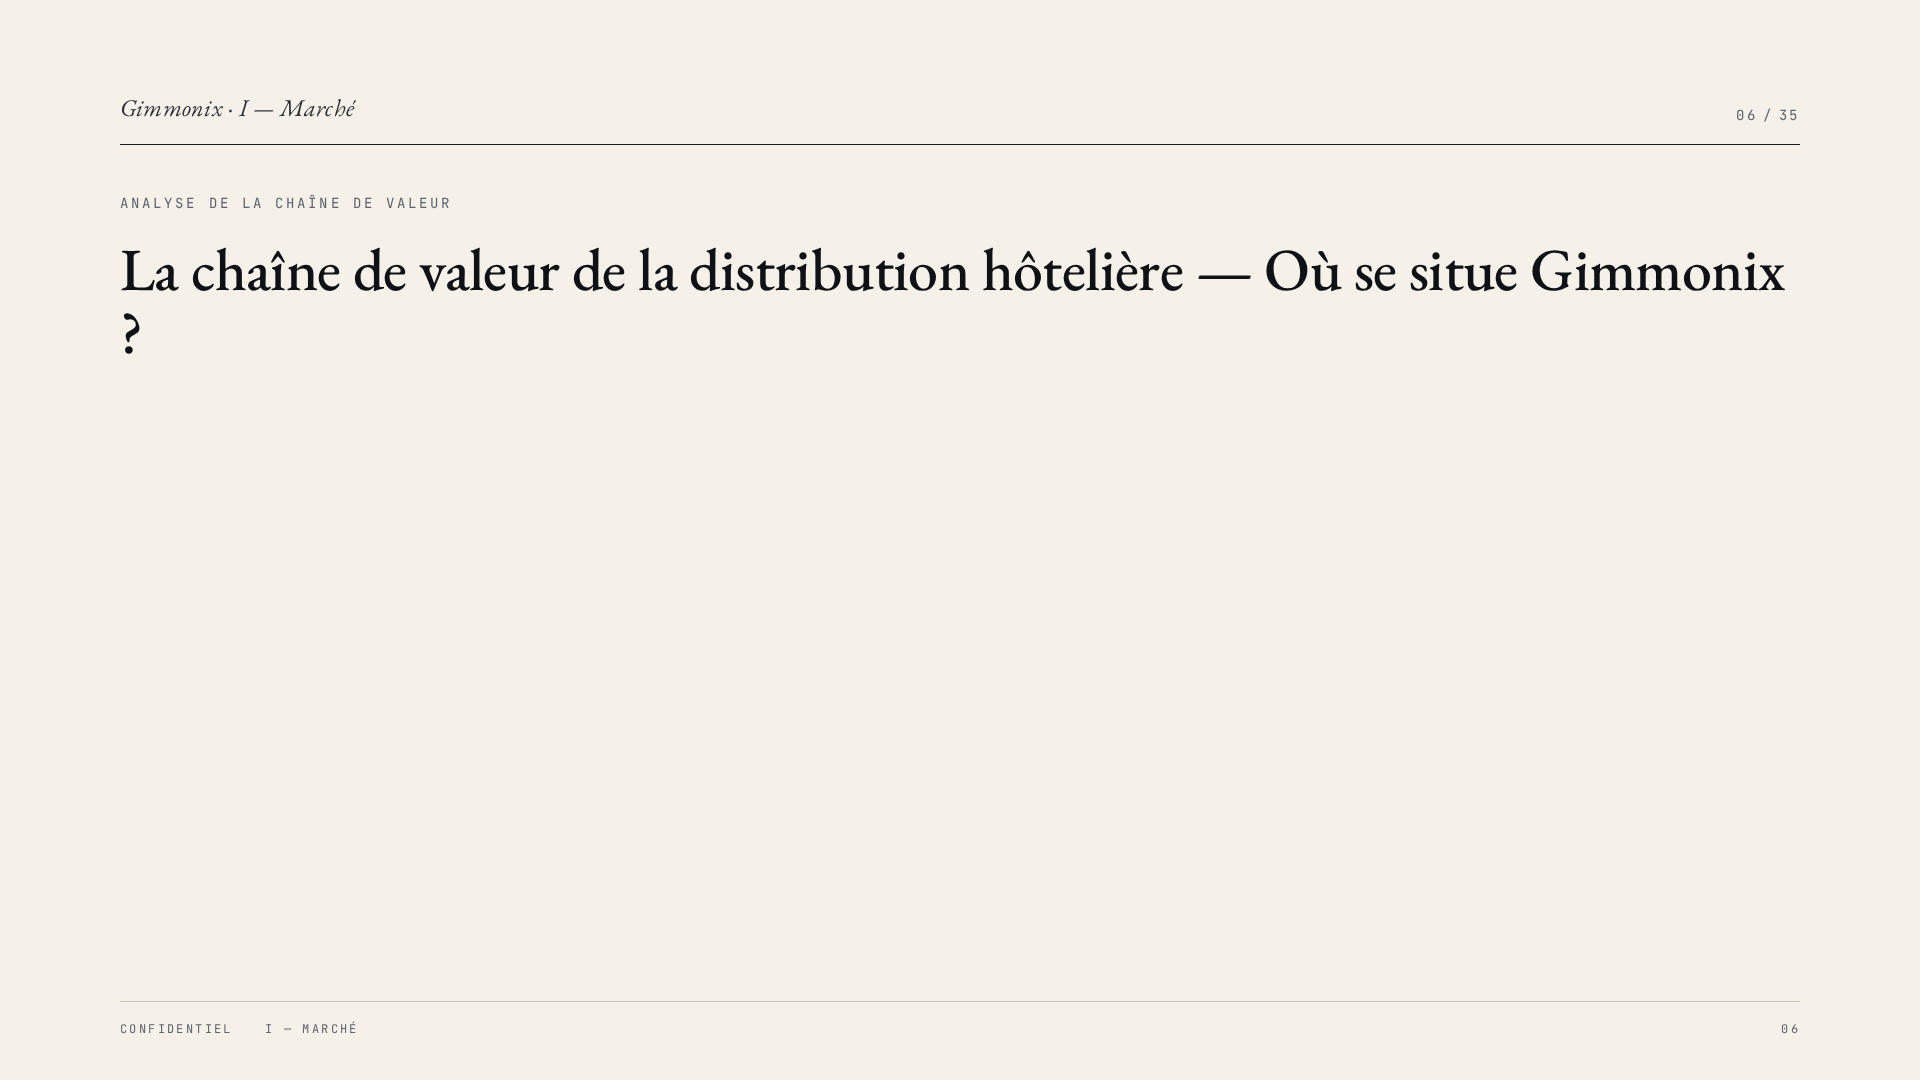 Gimmonix · I — Marché
06 / 35
ANALYSE DE LA CHAÎNE DE VALEUR
La chaîne de valeur de la distribution hôtelière — Où se situe Gimmonix
?
CONFIDENTIEL I — MARCHÉ
06